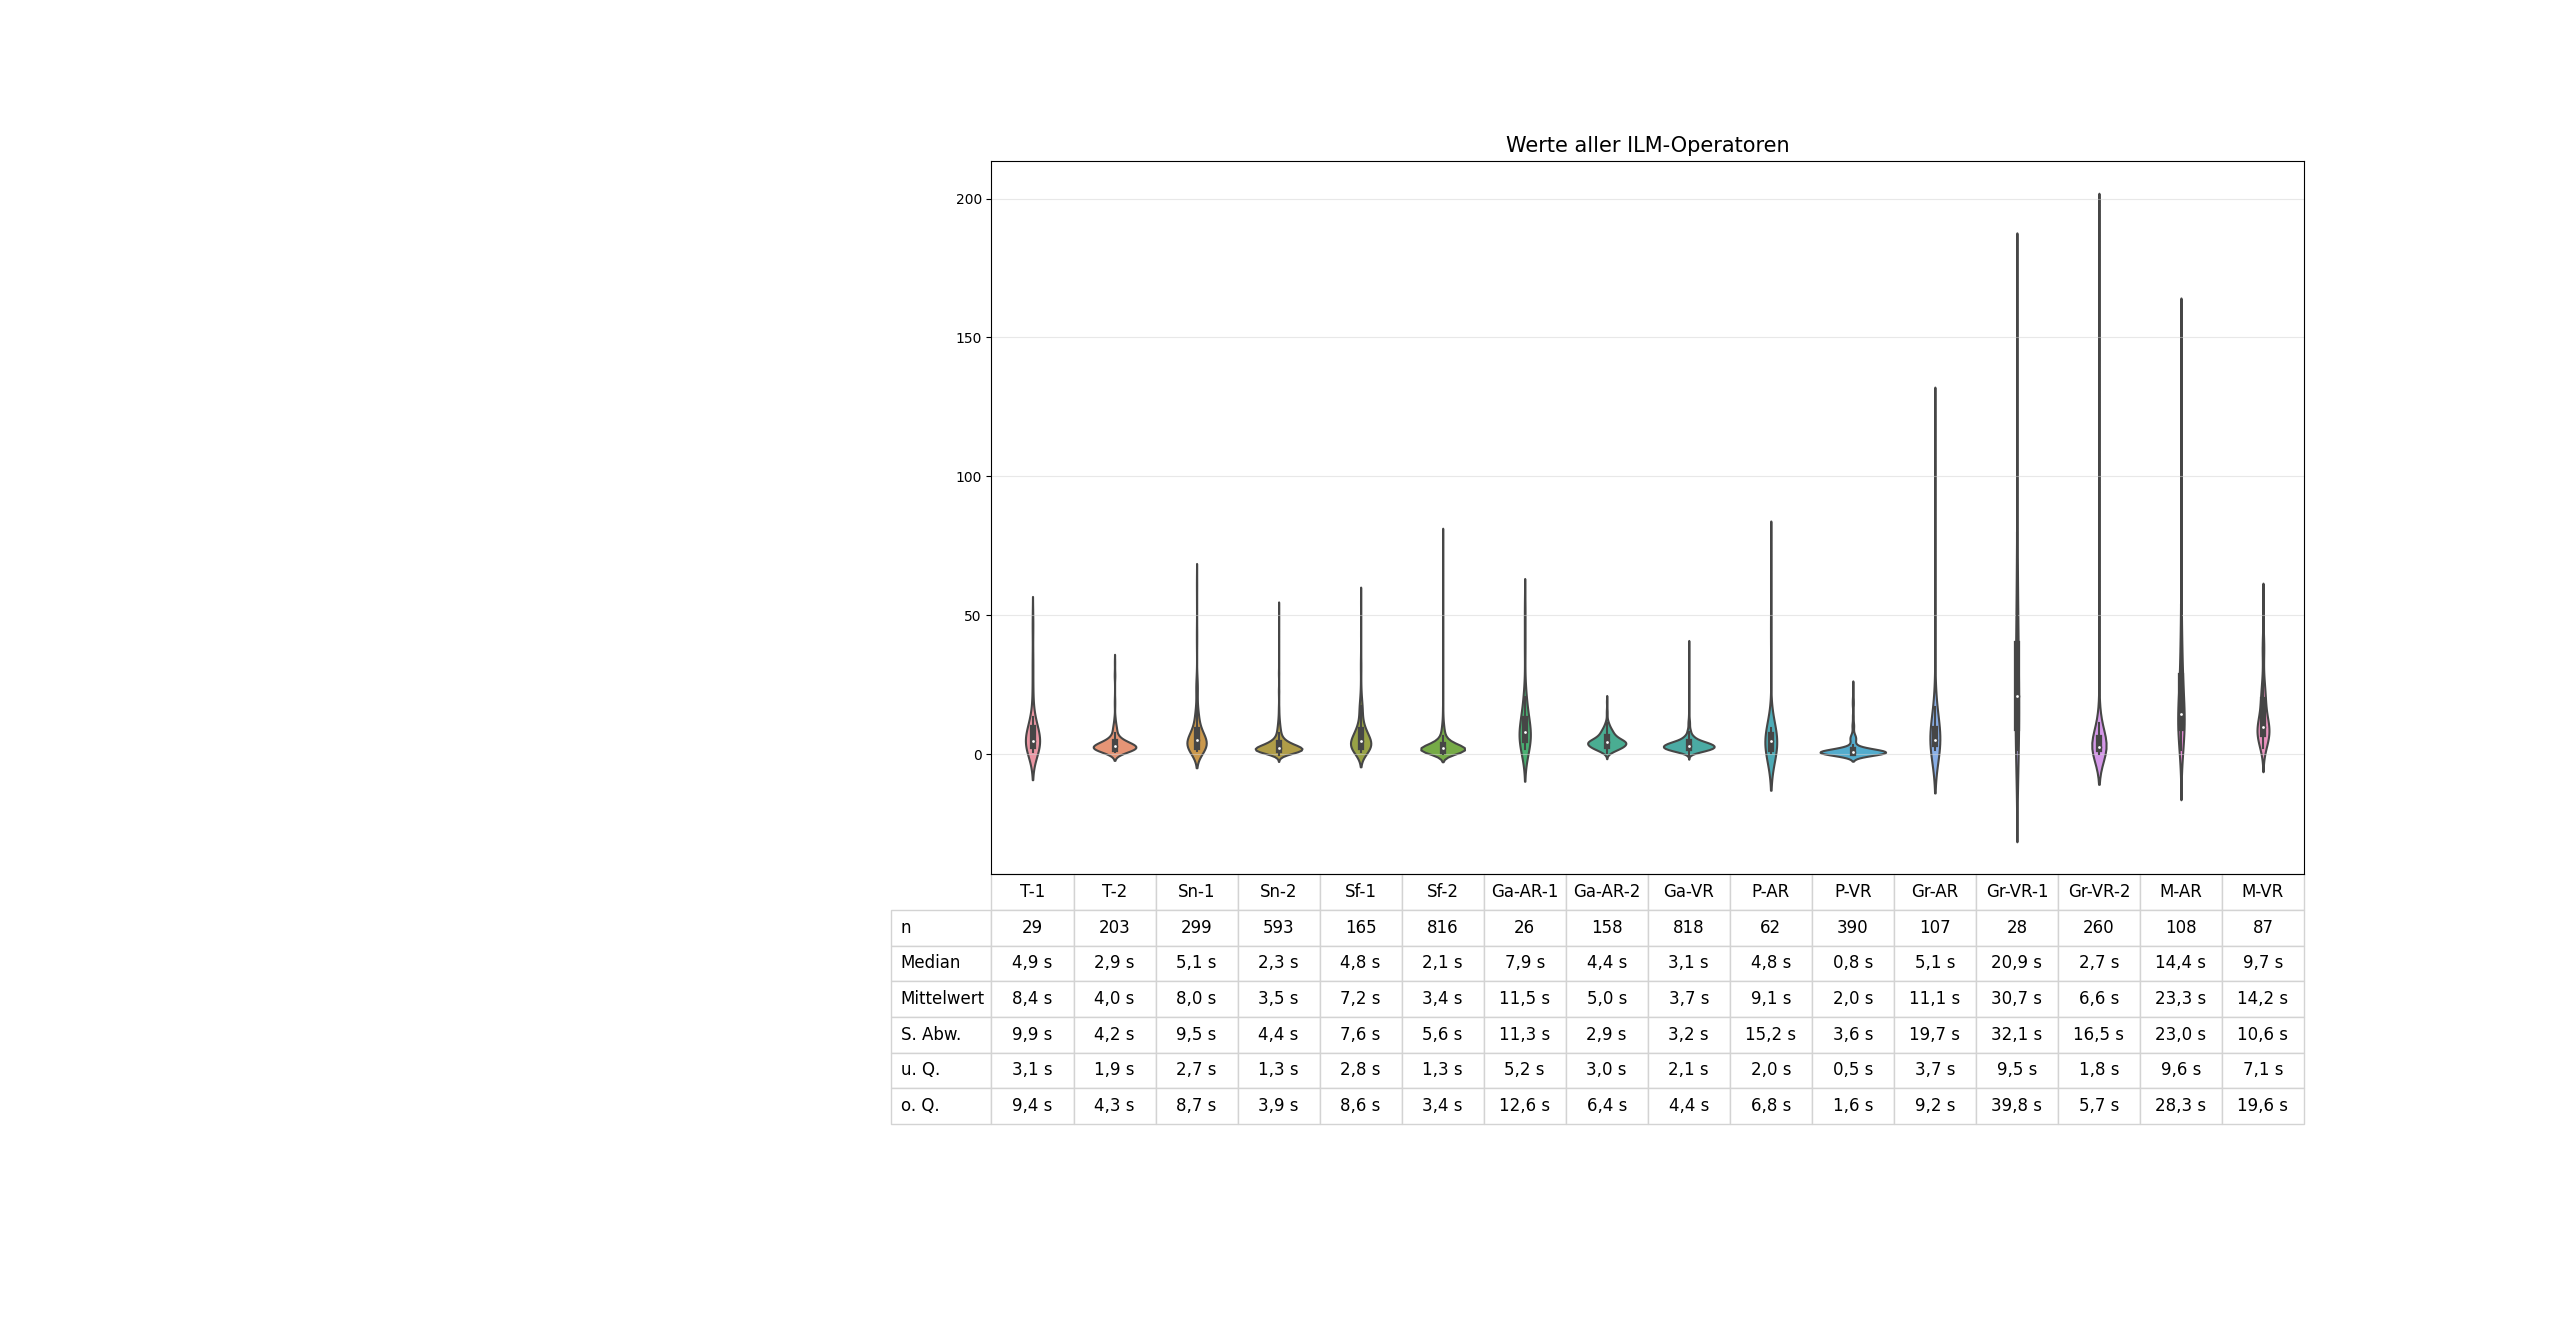 Werte aller ILM-Operatoren
200
150
100
50
0
T-1 T-2 Sn-1 Sn-2 Sf-1 Sf-2 Ga-AR-1 Ga-AR-2 Ga-VR P-AR P-VR Gr-AR Gr-VR-1 Gr-VR-2 M-AR M-VR
n 29 203 299 593 165 816 26 158 818 62 390 107 28 260 108 87
Median 4,9 s 2,9 s 5,1 s 2,3 s 4,8 s 2,1 s 7,9 s 4,4 s 3,1 s 4,8 s 0,8 s 5,1 s 20,9 s 2,7 s 14,4 s 9,7 s
Mittelwert 8,4 s 4,0 s 8,0 s 3,5 s 7,2 s 3,4 s 11,5 s 5,0 s 3,7 s 9,1 s 2,0 s 11,1 s 30,7 s 6,6 s 23,3 s 14,2 s
S. Abw. 9,9 s 4,2 s 9,5 s 4,4 s 7,6 s 5,6 s 11,3 s 2,9 s 3,2 s 15,2 s 3,6 s 19,7 s 32,1 s 16,5 s 23,0 s 10,6 s
u. Q. 3,1 s 1,9 s 2,7 s 1,3 s 2,8 s 1,3 s 5,2 s 3,0 s 2,1 s 2,0 s 0,5 s 3,7 s 9,5 s 1,8 s 9,6 s 7,1 s
o. Q. 9,4 s 4,3 s 8,7 s 3,9 s 8,6 s 3,4 s 12,6 s 6,4 s 4,4 s 6,8 s 1,6 s 9,2 s 39,8 s 5,7 s 28,3 s 19,6 s